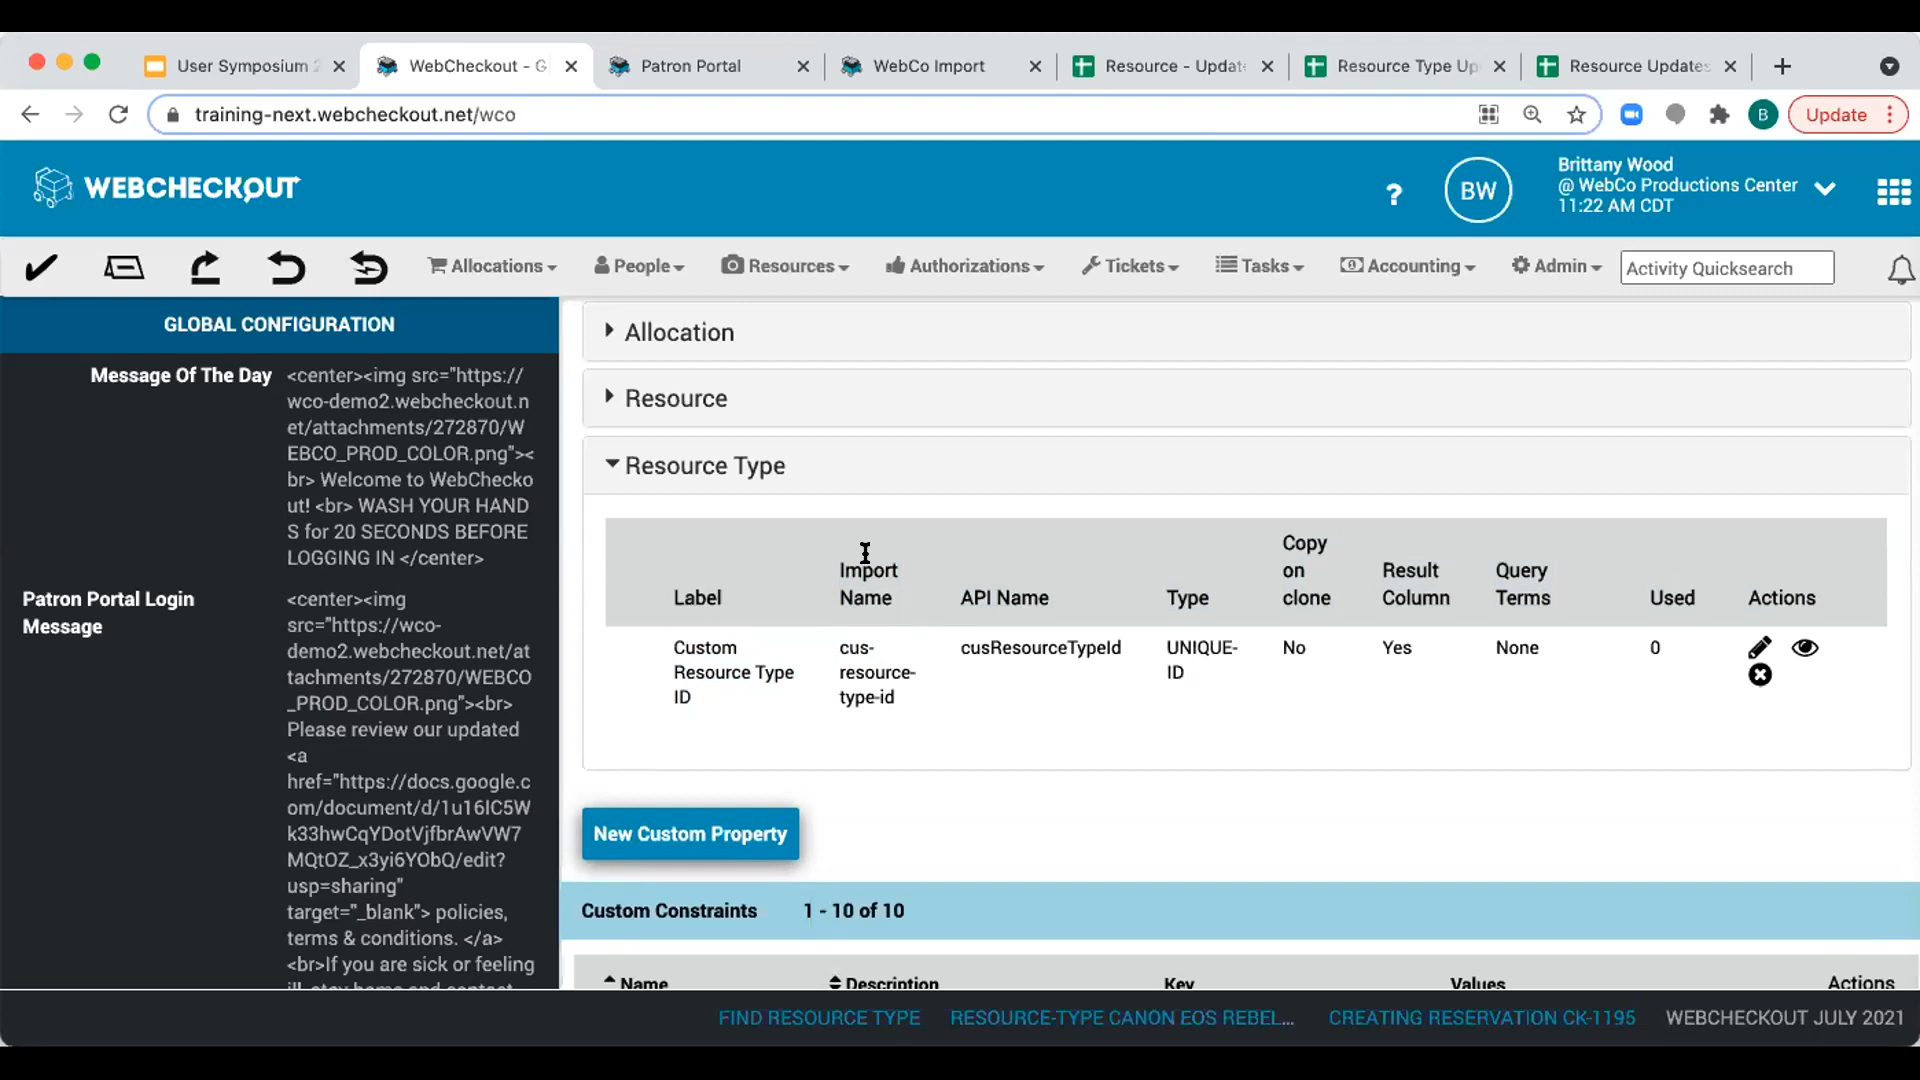 User Symposium 2
WebCheckout - G
Patron Portal
WebCo Import
Resource - Updat
Resource Type Up
Resource Updates
training-next.webcheckout.net/wco
B
Update
WEBCHECKOUT
?
BW
Brittany Wood
@ WebCo Productions Center
11:22 AM CDT
Allocations
People
Resources
Authorizations
Tickets
Tasks
Accounting
Admin
Activity Quicksearch
GLOBAL CONFIGURATION
Message Of The Day
<center><img src="https://
wco-demo2.webcheckout.n
et/attachments/272870/W
EBCO_PROD_COLOR.png"><
br> Welcome to WebChecko
ut! <br> WASH YOUR HAND
S for 20 SECONDS BEFORE
LOGGING IN </center>
Patron Portal Login
Message
<center><img
src="https://wco-
demo2.webcheckout.net/at
tachments/272870/WEBCO
_PROD_COLOR.png"><br>
Please review our updated
<a
href="https://docs.google.c
om/document/d/1u16IC5W
k33hwCqYDotVjfbrAwVW7
MQtOZ_x3yi6YObQ/edit?
usp=sharing"
target="_blank"> policies,
terms & conditions. </a>
<br>If you are sick or feeling
ill, stay home and contact
Allocation
Resource
Resource Type
Label
Import
Name
API Name
Type
Copy
on
clone
Result
Column
Query
Terms
Used
Actions
Custom
Resource Type
ID
cus-
resource-
type-id
cusResourceTypeId
UNIQUE-
ID
No
Yes
None
0
New Custom Property
Custom Constraints 1 - 10 of 10
Name
Description
Key
Values
Actions
FIND RESOURCE TYPE
RESOURCE-TYPE CANON EOS REBEL...
CREATING RESERVATION CK-1195
WEBCHECKOUT JULY 2021